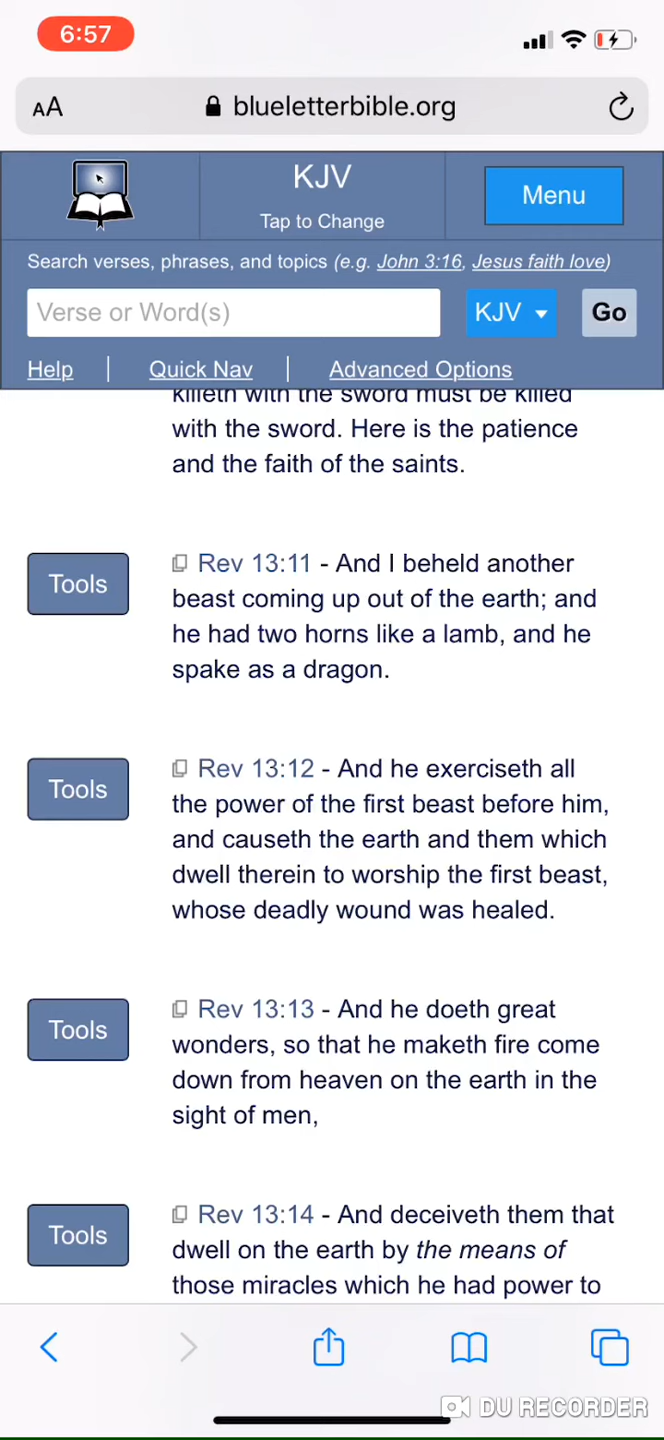 6:57
AA blueletterbible.org
KJV
Tap to Change
Menu
Search verses, phrases, and topics (e.g. John 3:16, Jesus faith love)
Verse or Word(s)
KJV
Go
Help | Quick Nav | Advanced Options
killeth with the sword must be killed
with the sword. Here is the patience
and the faith of the saints.
Tools
Rev 13:11 - And I beheld another
beast coming up out of the earth; and
he had two horns like a lamb, and he
spake as a dragon.
Tools
Rev 13:12 - And he exerciseth all
the power of the first beast before him,
and causeth the earth and them which
dwell therein to worship the first beast,
whose deadly wound was healed.
Tools
Rev 13:13 - And he doeth great
wonders, so that he maketh fire come
down from heaven on the earth in the
sight of men,
Tools
Rev 13:14 - And deceiveth them that
dwell on the earth by the means of
those miracles which he had power to
DU RECORDER